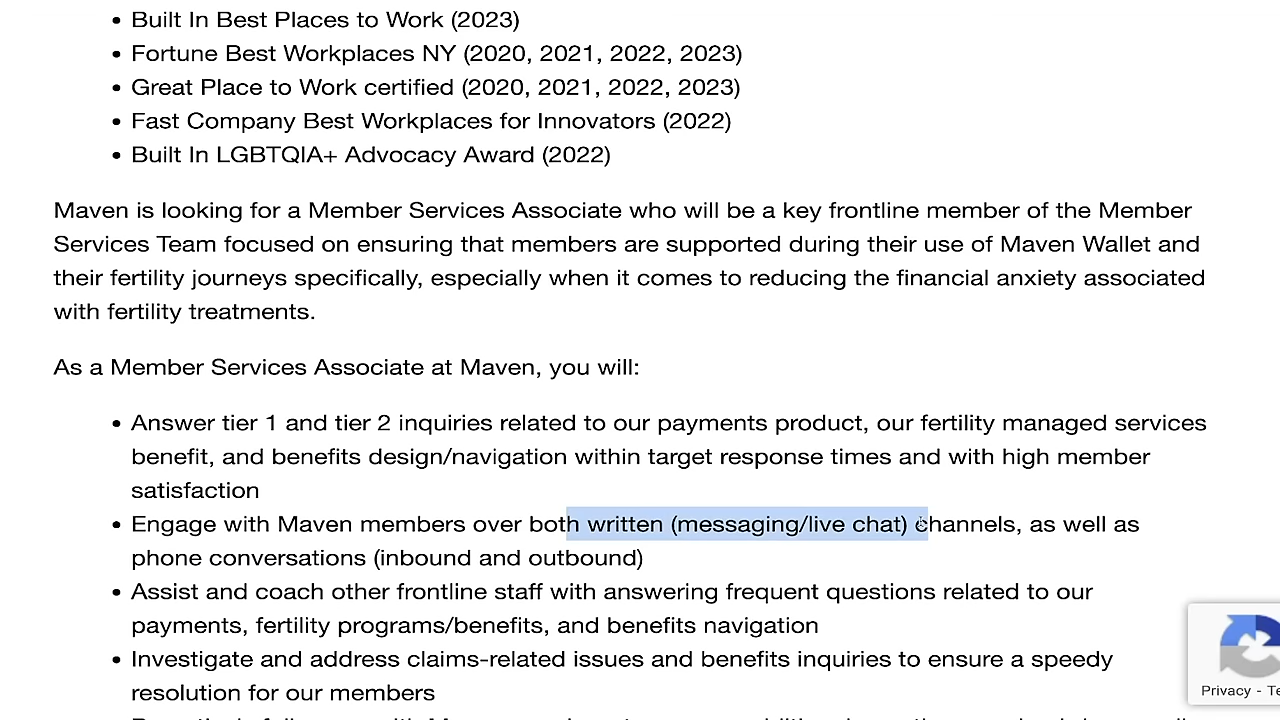 Built In Best Places to Work (2023)
Fortune Best Workplaces NY (2020, 2021, 2022, 2023)
Great Place to Work certified (2020, 2021, 2022, 2023)
Fast Company Best Workplaces for Innovators (2022)
Built In LGBTQIA+ Advocacy Award (2022)
Maven is looking for a Member Services Associate who will be a key frontline member of the Member
Services Team focused on ensuring that members are supported during their use of Maven Wallet and
their fertility journeys specifically, especially when it comes to reducing the financial anxiety associated
with fertility treatments.
As a Member Services Associate at Maven, you will:
Answer tier 1 and tier 2 inquiries related to our payments product, our fertility managed services
benefit, and benefits design/navigation within target response times and with high member
satisfaction
Engage with Maven members over both written (messaging/live chat) channels, as well as
phone conversations (inbound and outbound)
Assist and coach other frontline staff with answering frequent questions related to our
payments, fertility programs/benefits, and benefits navigation
Investigate and address claims-related issues and benefits inquiries to ensure a speedy
resolution for our members
Privacy - Te